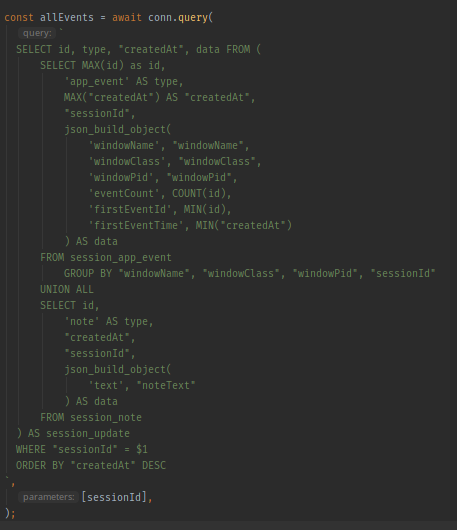 const allEvents = await conn.query(
query: `
SELECT id, type, "createdAt", data FROM (
SELECT MAX(id) as id,
'app_event' AS type,
MAX("createdAt") AS "createdAt",
"sessionId",
json_build_object(
'windowName', "windowName",
'windowClass', "windowClass",
'windowPid', "windowPid",
'eventCount', COUNT(id),
'firstEventId', MIN(id),
'firstEventTime', MIN("createdAt")
) AS data
FROM session_app_event
GROUP BY "windowName", "windowClass", "windowPid", "sessionId"
UNION ALL
SELECT id,
'note' AS type,
"createdAt",
"sessionId",
json_build_object(
'text', "noteText"
) AS data
FROM session_note
) AS session_update
WHERE "sessionId" = $1
ORDER BY "createdAt" DESC
`,
parameters: [sessionId],
);